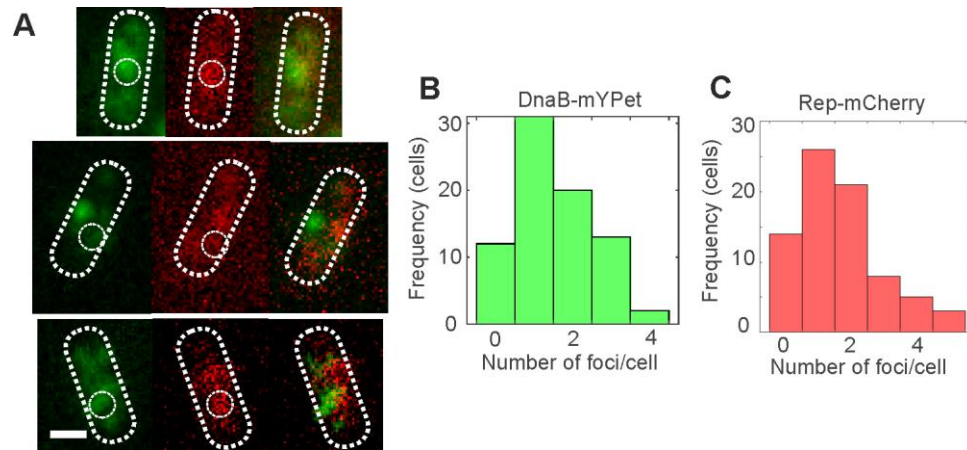 A
B
DnaB-mYPet
Frequency (cells)
30
20
10
0
0 2 4
Number of foci/cell
C
Rep-mCherry
Frequency (cells)
30
20
10
0
0 2 4
Number of foci/cell